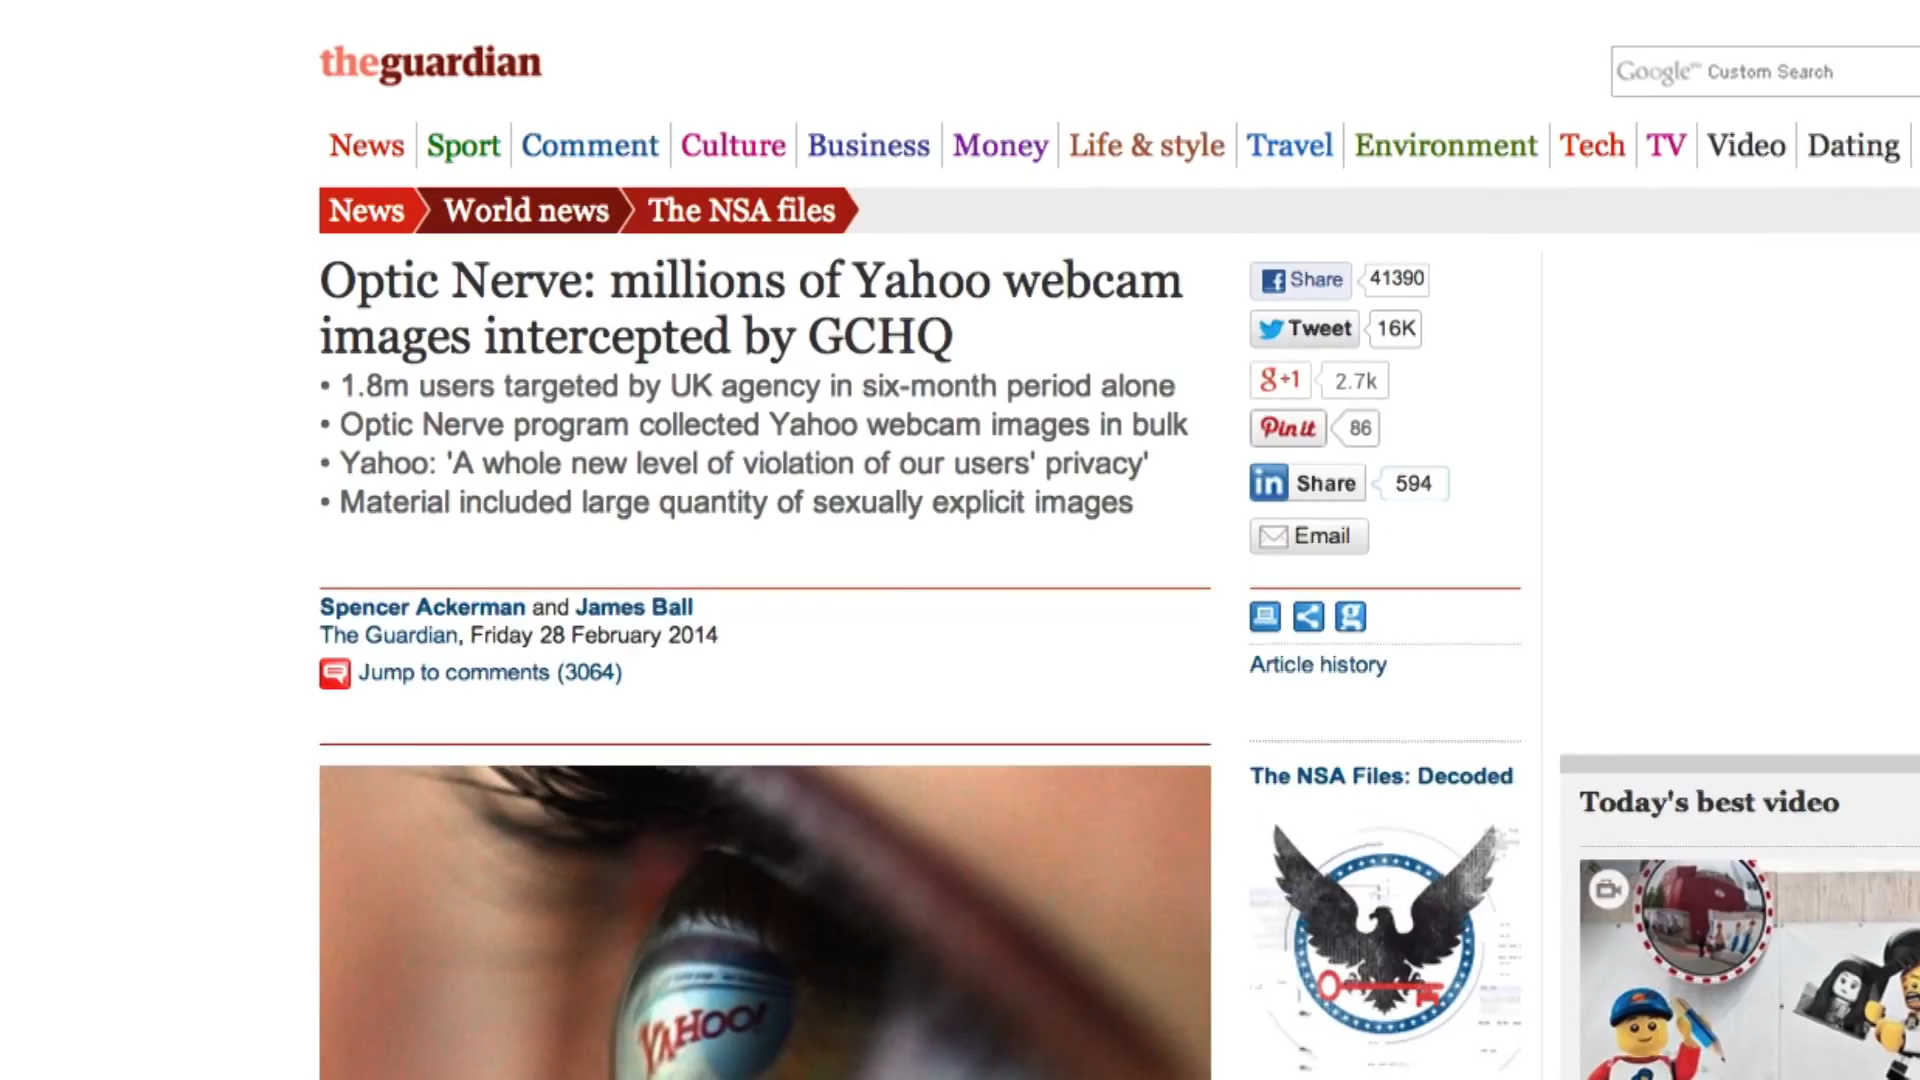 theguardian
Google™ Custom Search
News Sport Comment Culture Business Money Life & style Travel Environment Tech TV Video Dating
News World news The NSA files
Optic Nerve: millions of Yahoo webcam
images intercepted by GCHQ
• 1.8m users targeted by UK agency in six-month period alone
• Optic Nerve program collected Yahoo webcam images in bulk
• Yahoo: 'A whole new level of violation of our users' privacy'
• Material included large quantity of sexually explicit images
Share 41390
Tweet 16K
g+1 2.7k
Pin it 86
in Share 594
Email
Spencer Ackerman and James Ball
The Guardian, Friday 28 February 2014
Jump to comments (3064)
Article history
The NSA Files: Decoded
Today's best video
YAHOO!